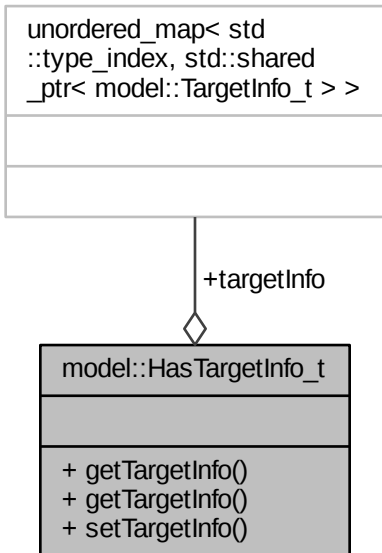 unordered_map< std
::type_index, std::shared
_ptr< model::TargetInfo_t > >
+targetInfo
model::HasTargetInfo_t
+ getTargetInfo()
+ getTargetInfo()
+ setTargetInfo()